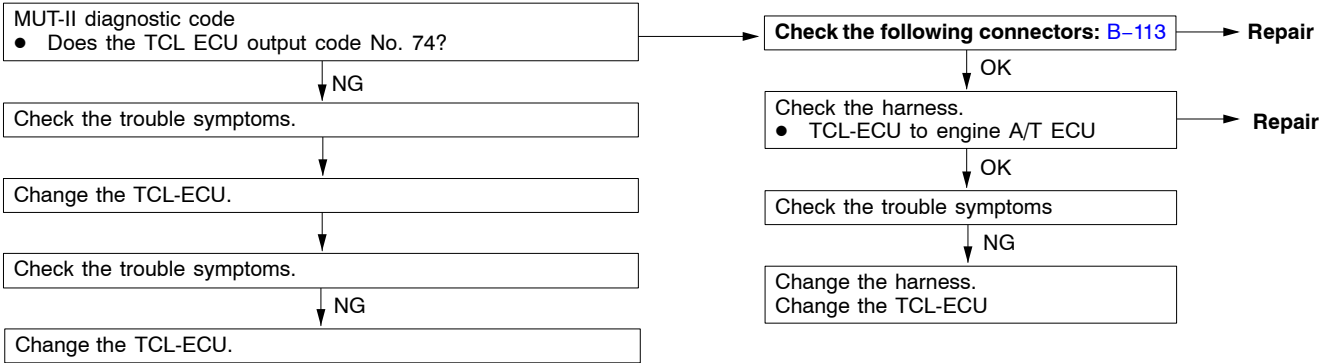 MUT-II diagnostic code
● Does the TCL ECU output code No. 74?
NG
Check the trouble symptoms.
Change the TCL-ECU.
Check the trouble symptoms.
NG
Change the TCL-ECU.
Check the following connectors: B–113
Repair
OK
Check the harness.
● TCL-ECU to engine A/T ECU
Repair
OK
Check the trouble symptoms
NG
Change the harness.
Change the TCL-ECU